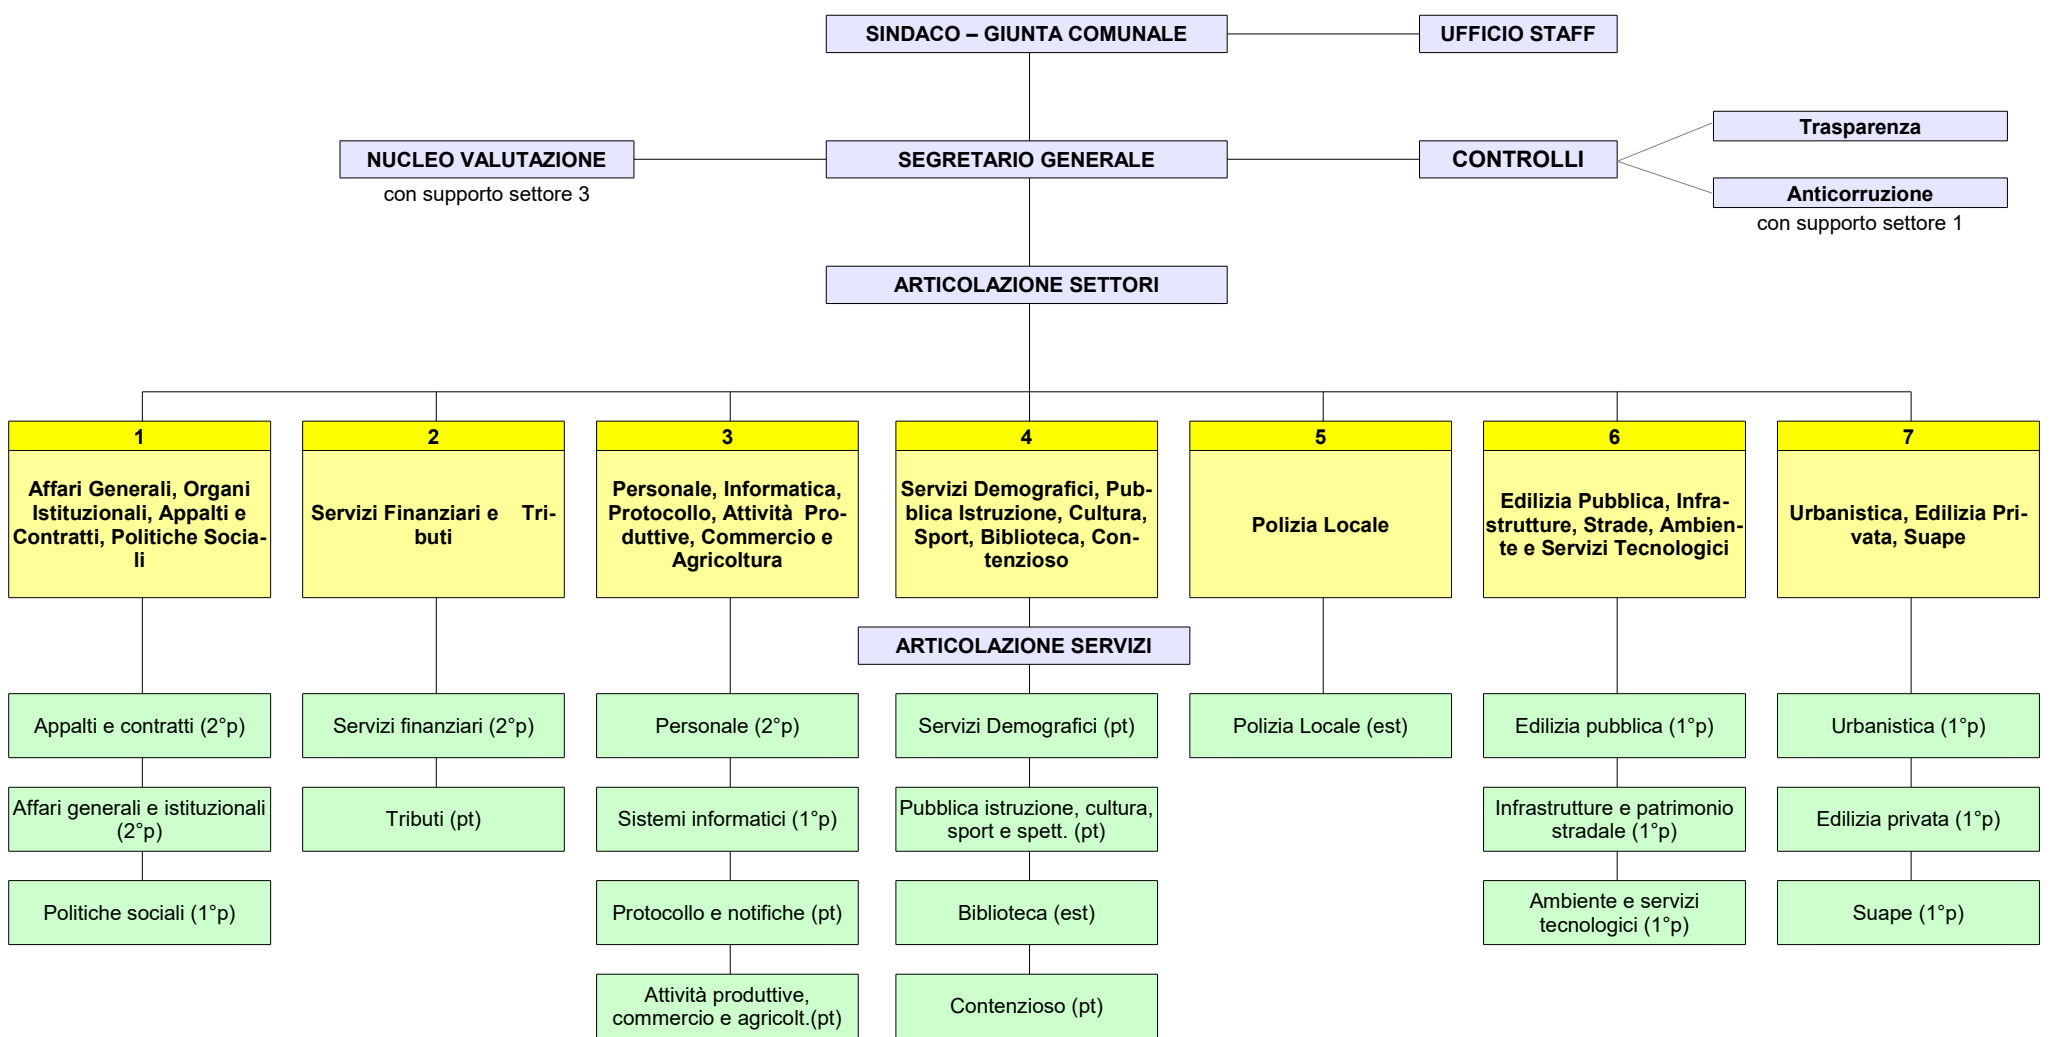 SINDACO – GIUNTA COMUNALE
UFFICIO STAFF
Trasparenza
NUCLEO VALUTAZIONE
SEGRETARIO GENERALE
CONTROLLI
con supporto settore 3
Anticorruzione
con supporto settore 1
ARTICOLAZIONE SETTORI
1
Affari Generali, Organi
Istituzionali, Appalti e
Contratti, Politiche Socia-
li
2
Servizi Finanziari e Tri-
buti
3
Personale, Informatica,
Protocollo, Attività Pro-
duttive, Commercio e
Agricoltura
4
Servizi Demografici, Pub-
blica Istruzione, Cultura,
Sport, Biblioteca, Con-
tenzioso
5
Polizia Locale
6
Edilizia Pubblica, Infra-
strutture, Strade, Ambien-
te e Servizi Tecnologici
7
Urbanistica, Edilizia Pri-
vata, Suape
ARTICOLAZIONE SERVIZI
Appalti e contratti (2°p)
Servizi finanziari (2°p)
Personale (2°p)
Servizi Demografici (pt)
Polizia Locale (est)
Edilizia pubblica (1°p)
Urbanistica (1°p)
Affari generali e istituzionali
(2°p)
Tributi (pt)
Sistemi informatici (1°p)
Pubblica istruzione, cultura,
sport e spett. (pt)
Infrastrutture e patrimonio
stradale (1°p)
Edilizia privata (1°p)
Politiche sociali (1°p)
Protocollo e notifiche (pt)
Biblioteca (est)
Ambiente e servizi
tecnologici (1°p)
Suape (1°p)
Attività produttive,
commercio e agricolt.(pt)
Contenzioso (pt)